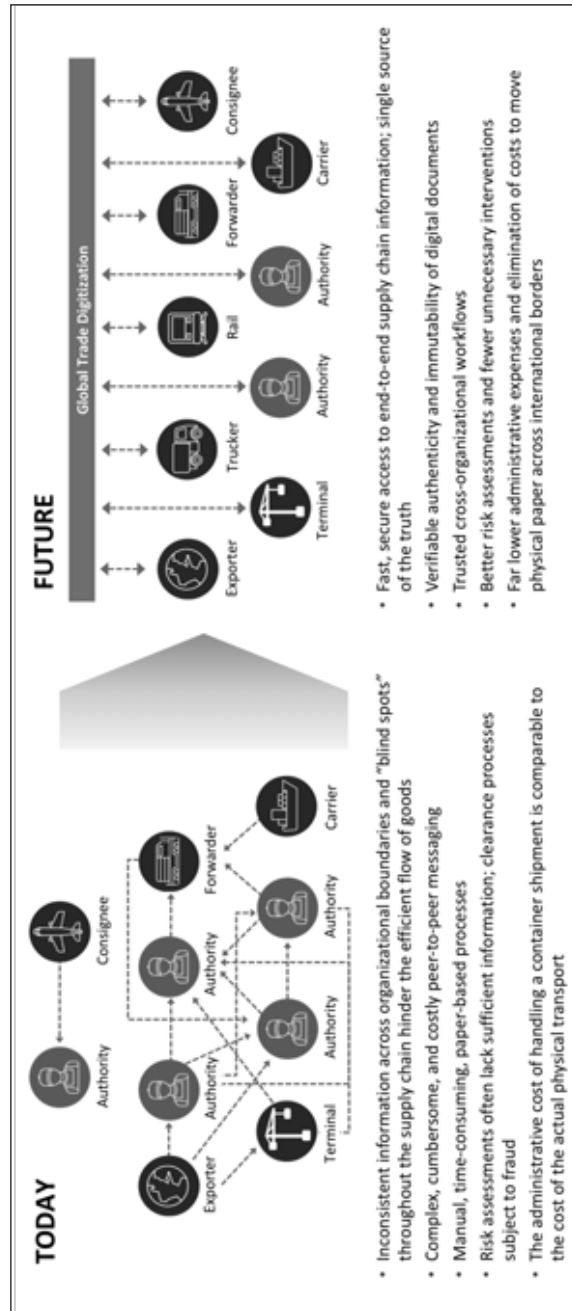 TODAY
Authority
Consignee
Exporter
Authority
Authority
Forwarder
Terminal
Authority
Authority
Carrier
• Inconsistent information across organizational boundaries and "blind spots"
throughout the supply chain hinder the efficient flow of goods
• Complex, cumbersome, and costly peer-to-peer messaging
• Manual, time-consuming, paper-based processes
• Risk assessments often lack sufficient information; clearance processes
subject to fraud
• The administrative cost of handling a container shipment is comparable to
the cost of the actual physical transport
FUTURE
Global Trade Digitization
Exporter
Trucker
Rail
Forwarder
Consignee
Terminal
Authority
Authority
Carrier
• Fast, secure access to end-to-end supply chain information; single source
of the truth
• Verifiable authenticity and immutability of digital documents
• Trusted cross-organizational workflows
• Better risk assessments and fewer unnecessary interventions
• Far lower administrative expenses and elimination of costs to move
physical paper across international borders